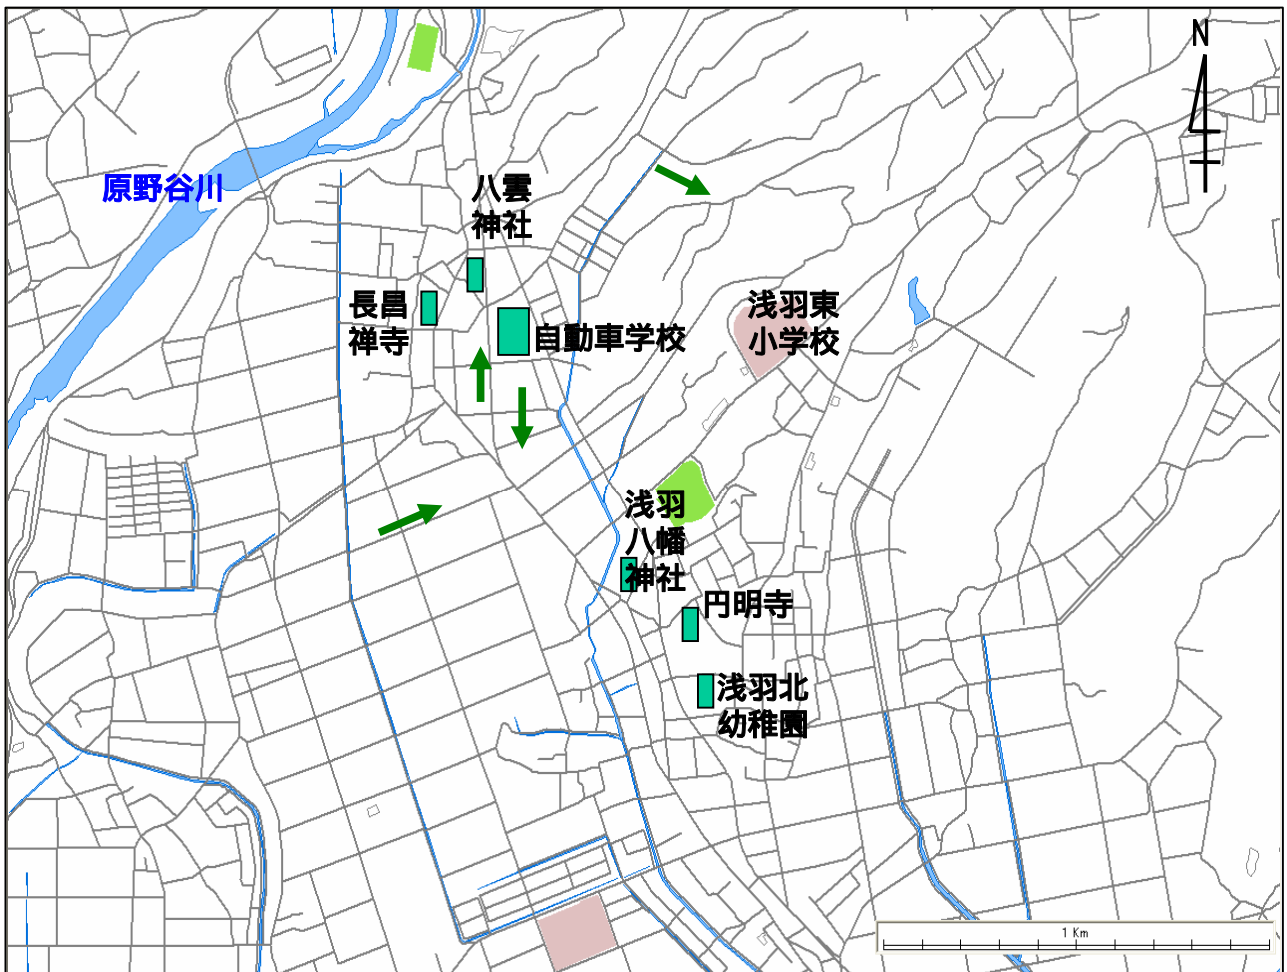 N
原野谷川
八雲
神社
長昌
禅寺
自動車学校
浅羽東
小学校
浅羽
八幡
神社
円明寺
浅羽北
幼稚園
1 Km